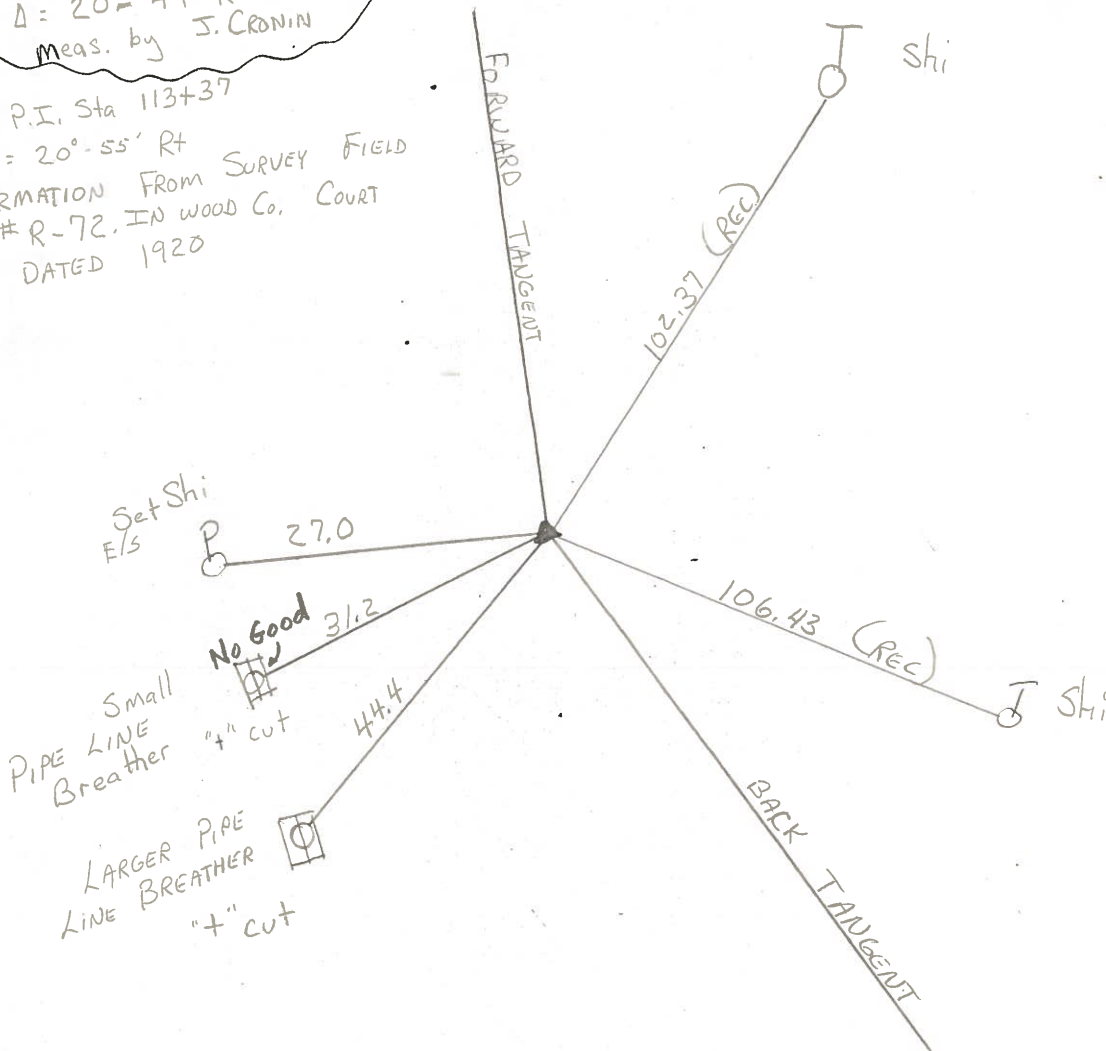 Δ = 20
meas. by J. CRONIN
P.I. Sta 113+37
= 20°-55' Rt
RMATION FROM SURVEY FIELD
# R-72. IN WOOD Co. COURT
DATED 1920
FORWARD TANGENT
T Shi
102.37 (REC)
Set Shi
E/S
P
27.0
106.43 (REC)
T Shi
No Good
31.2
Small
PIPE LINE
Breather "+" cut
44.4
LARGER PIPE
LINE BREATHER
"+" cut
BACK TANGENT